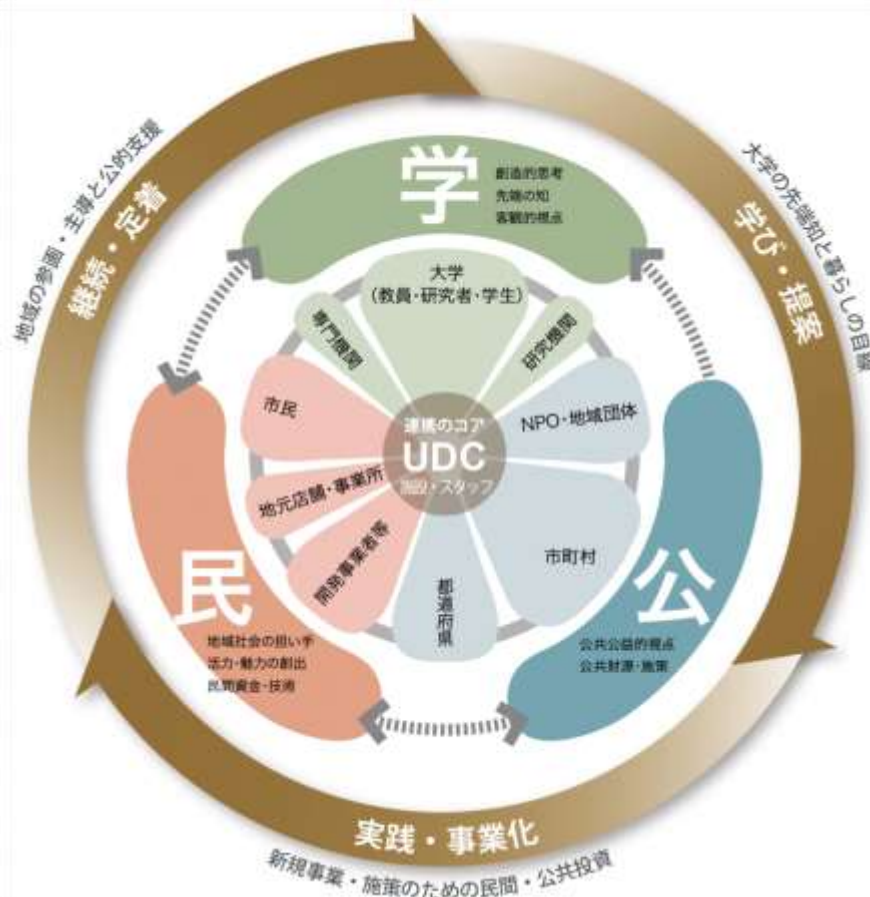 継続・定着
地域の参画・主導と公的支援
学び・提案
大学の先端知と暮らしの目線
実践・事業化
新規事業・施策のための民間・公共投資
学
創造的思考
先端の知
客観的視点
大学
(教員・研究者・学生)
専門機関
研究機関
市民
NPO・地域団体
連携のコア
UDC
施設・スタッフ
地元店舗・事業所
開発事業者等
都道府県
市町村
民
地域社会の担い手
活力・魅力の創出
民間資金・技術
公
公共公益的視点
公共財源・施策